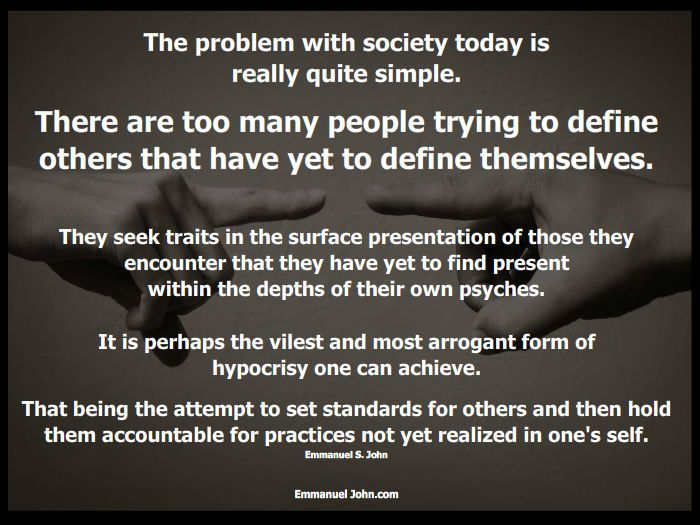 The problem with society today is
really quite simple.
There are too many people trying to define
others that have yet to define themselves.
They seek traits in the surface presentation of those they
encounter that they have yet to find present
within the depths of their own psyches.
It is perhaps the vilest and most arrogant form of
hypocrisy one can achieve.
That being the attempt to set standards for others and then hold
them accountable for practices not yet realized in one's self.
Emmanuel S. John
Emmanuel John.com